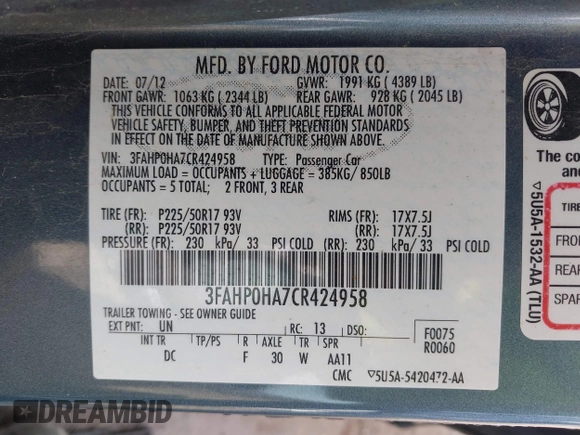 MFD. BY FORD MOTOR CO.
DATE: 07/12 GVWR: 1991 KG ( 4389 LB)
FRONT GAWR: 1063 KG ( 2344 LB) REAR GAWR: 928 KG ( 2045 LB)
THIS VEHICLE CONFORMS TO ALL APPLICABLE FEDERAL MOTOR
VEHICLE SAFETY, BUMPER, AND THEFT PREVENTION STANDARDS
IN EFFECT ON THE DATE OF MANUFACTURE SHOWN ABOVE.
VIN: 3FAHP0HA7CR424958 TYPE: Passenger Car
MAXIMUM LOAD = OCCUPANTS + LUGGAGE = 385KG/ 850LB
OCCUPANTS = 5 TOTAL; 2 FRONT, 3 REAR
TIRE (FR): P225/50R17 93V RIMS (FR): 17X7.5J
(RR): P225/50R17 93V (RR): 17X7.5J
PRESSURE (FR): 230 kPa/ 33 PSI COLD (RR): 230 kPa/ 33 PSI COLD
3FAHP0HA7CR424958
TRAILER TOWING - SEE OWNER GUIDE
EXT PNT: UN RC: 13 DSO: F0075
R0060
INT TR TP/PS R AXLE TR SPR
DC F 30 W AA11
CMC ▽5U5A-5420472-AA
▽5U5A-1532-AA (TLU)
The co
and
TIRE
FRON
REAR
SPAR
DREAMBID